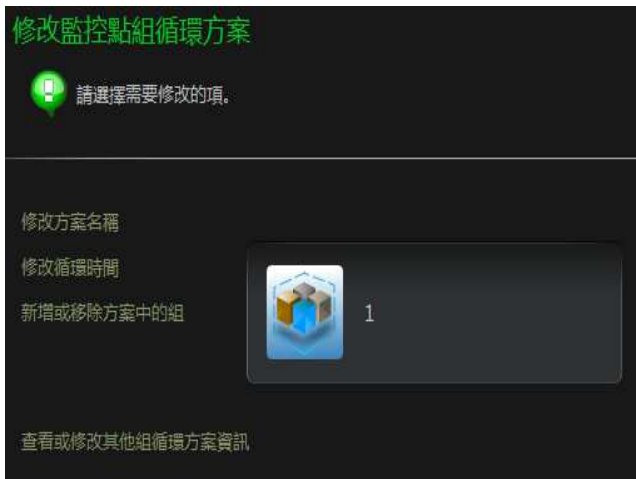 修改監控點組循環方案
請選擇需要修改的項。
修改方案名稱
修改循環時間
新增或移除方案中的組
1
查看或修改其他組循環方案資訊